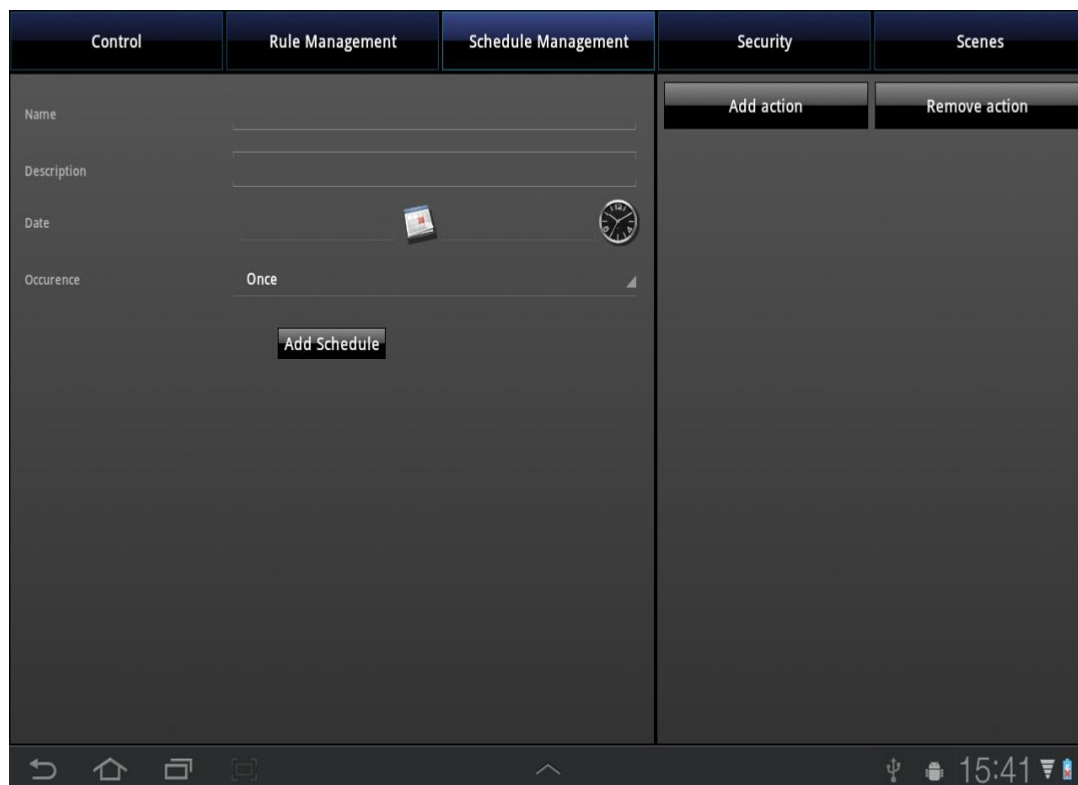 Control Rule Management Schedule Management Security Scenes
Add action Remove action
Name
Description
Date
Occurence Once
Add Schedule
15:41